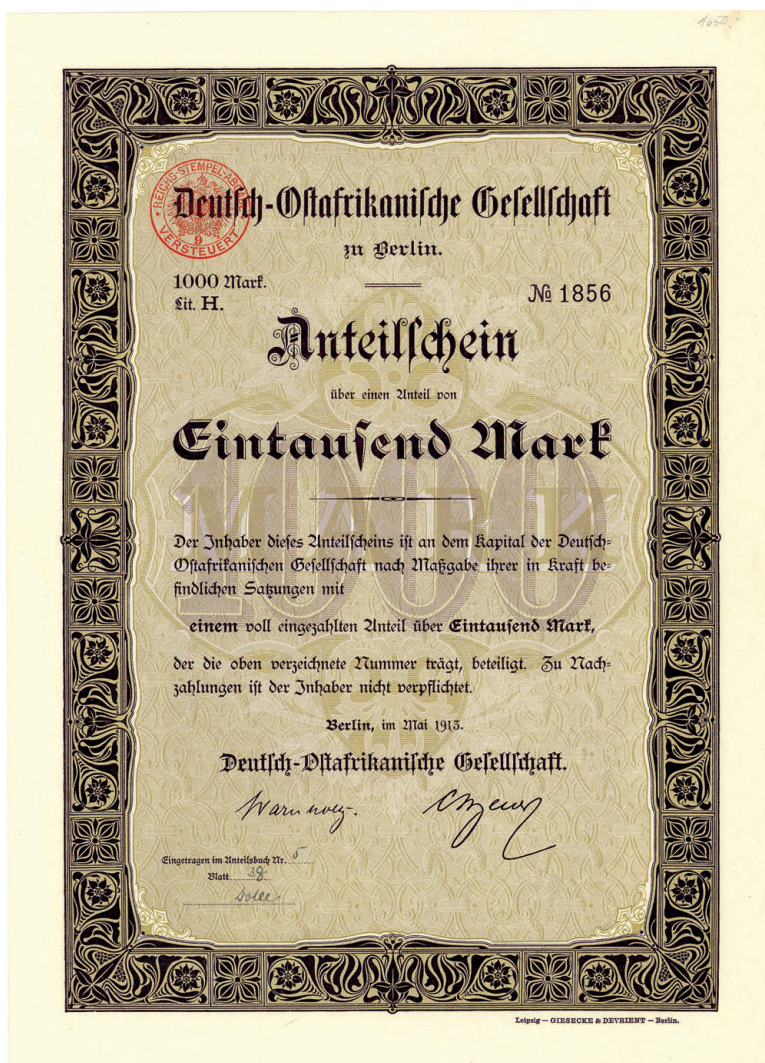 1650.-
REICHS-STEMPEL-AB
9
VERSTEUERT
Deutsch-Ostafrikanische Gesellschaft
zu Berlin.
1000 Mark.
Lit. H.
№ 1856
Anteilschein
über einen Anteil von
Eintausend Mark
1000
MARK
Der Inhaber dieses Anteilscheins ist an dem Kapital der Deutsch-
Ostafrikanischen Gesellschaft nach Maßgabe ihrer in Kraft be-
findlichen Satzungen mit
einem voll eingezahlten Anteil über Eintausend Mark,
der die oben verzeichnete Nummer trägt, beteiligt. Zu Nach-
zahlungen ist der Inhaber nicht verpflichtet.
Berlin, im Mai 1913.
Deutsch-Ostafrikanische Gesellschaft.
Warnholtz.
Eingetragen im Anteilsbuch Nr. 5
Blatt 38
Leipzig — GIESECKE & DEVRIENT — Berlin.